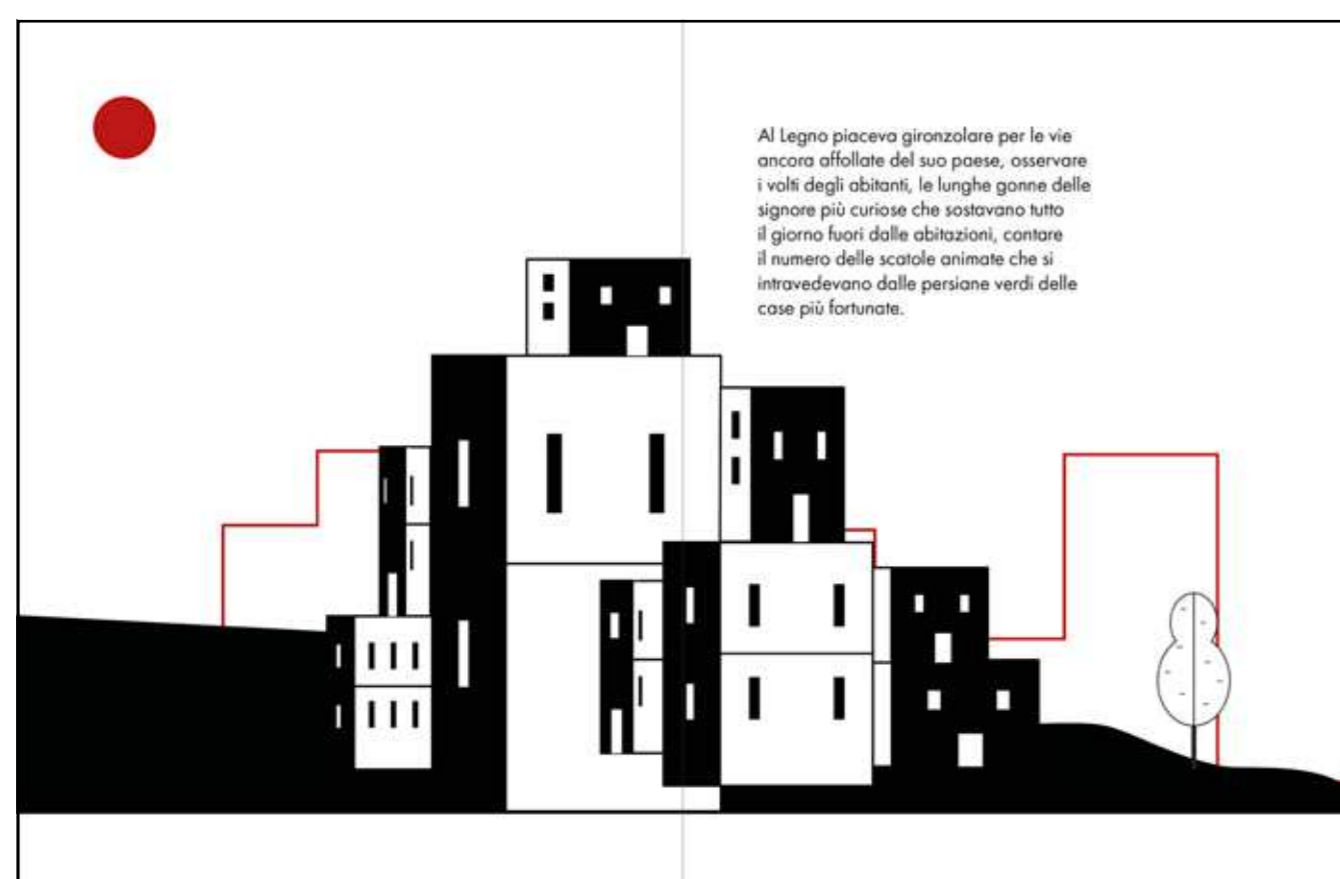 Al Legno piaceva gironzolare per le vie
ancora affollate del suo paese, osservare
i volti degli abitanti, le lunghe gonne delle
signore più curiose che sostavano tutto
il giorno fuori dalle abitazioni, contare
il numero delle scatole animate che si
intravedevano dalle persiane verdi delle
case più fortunate.